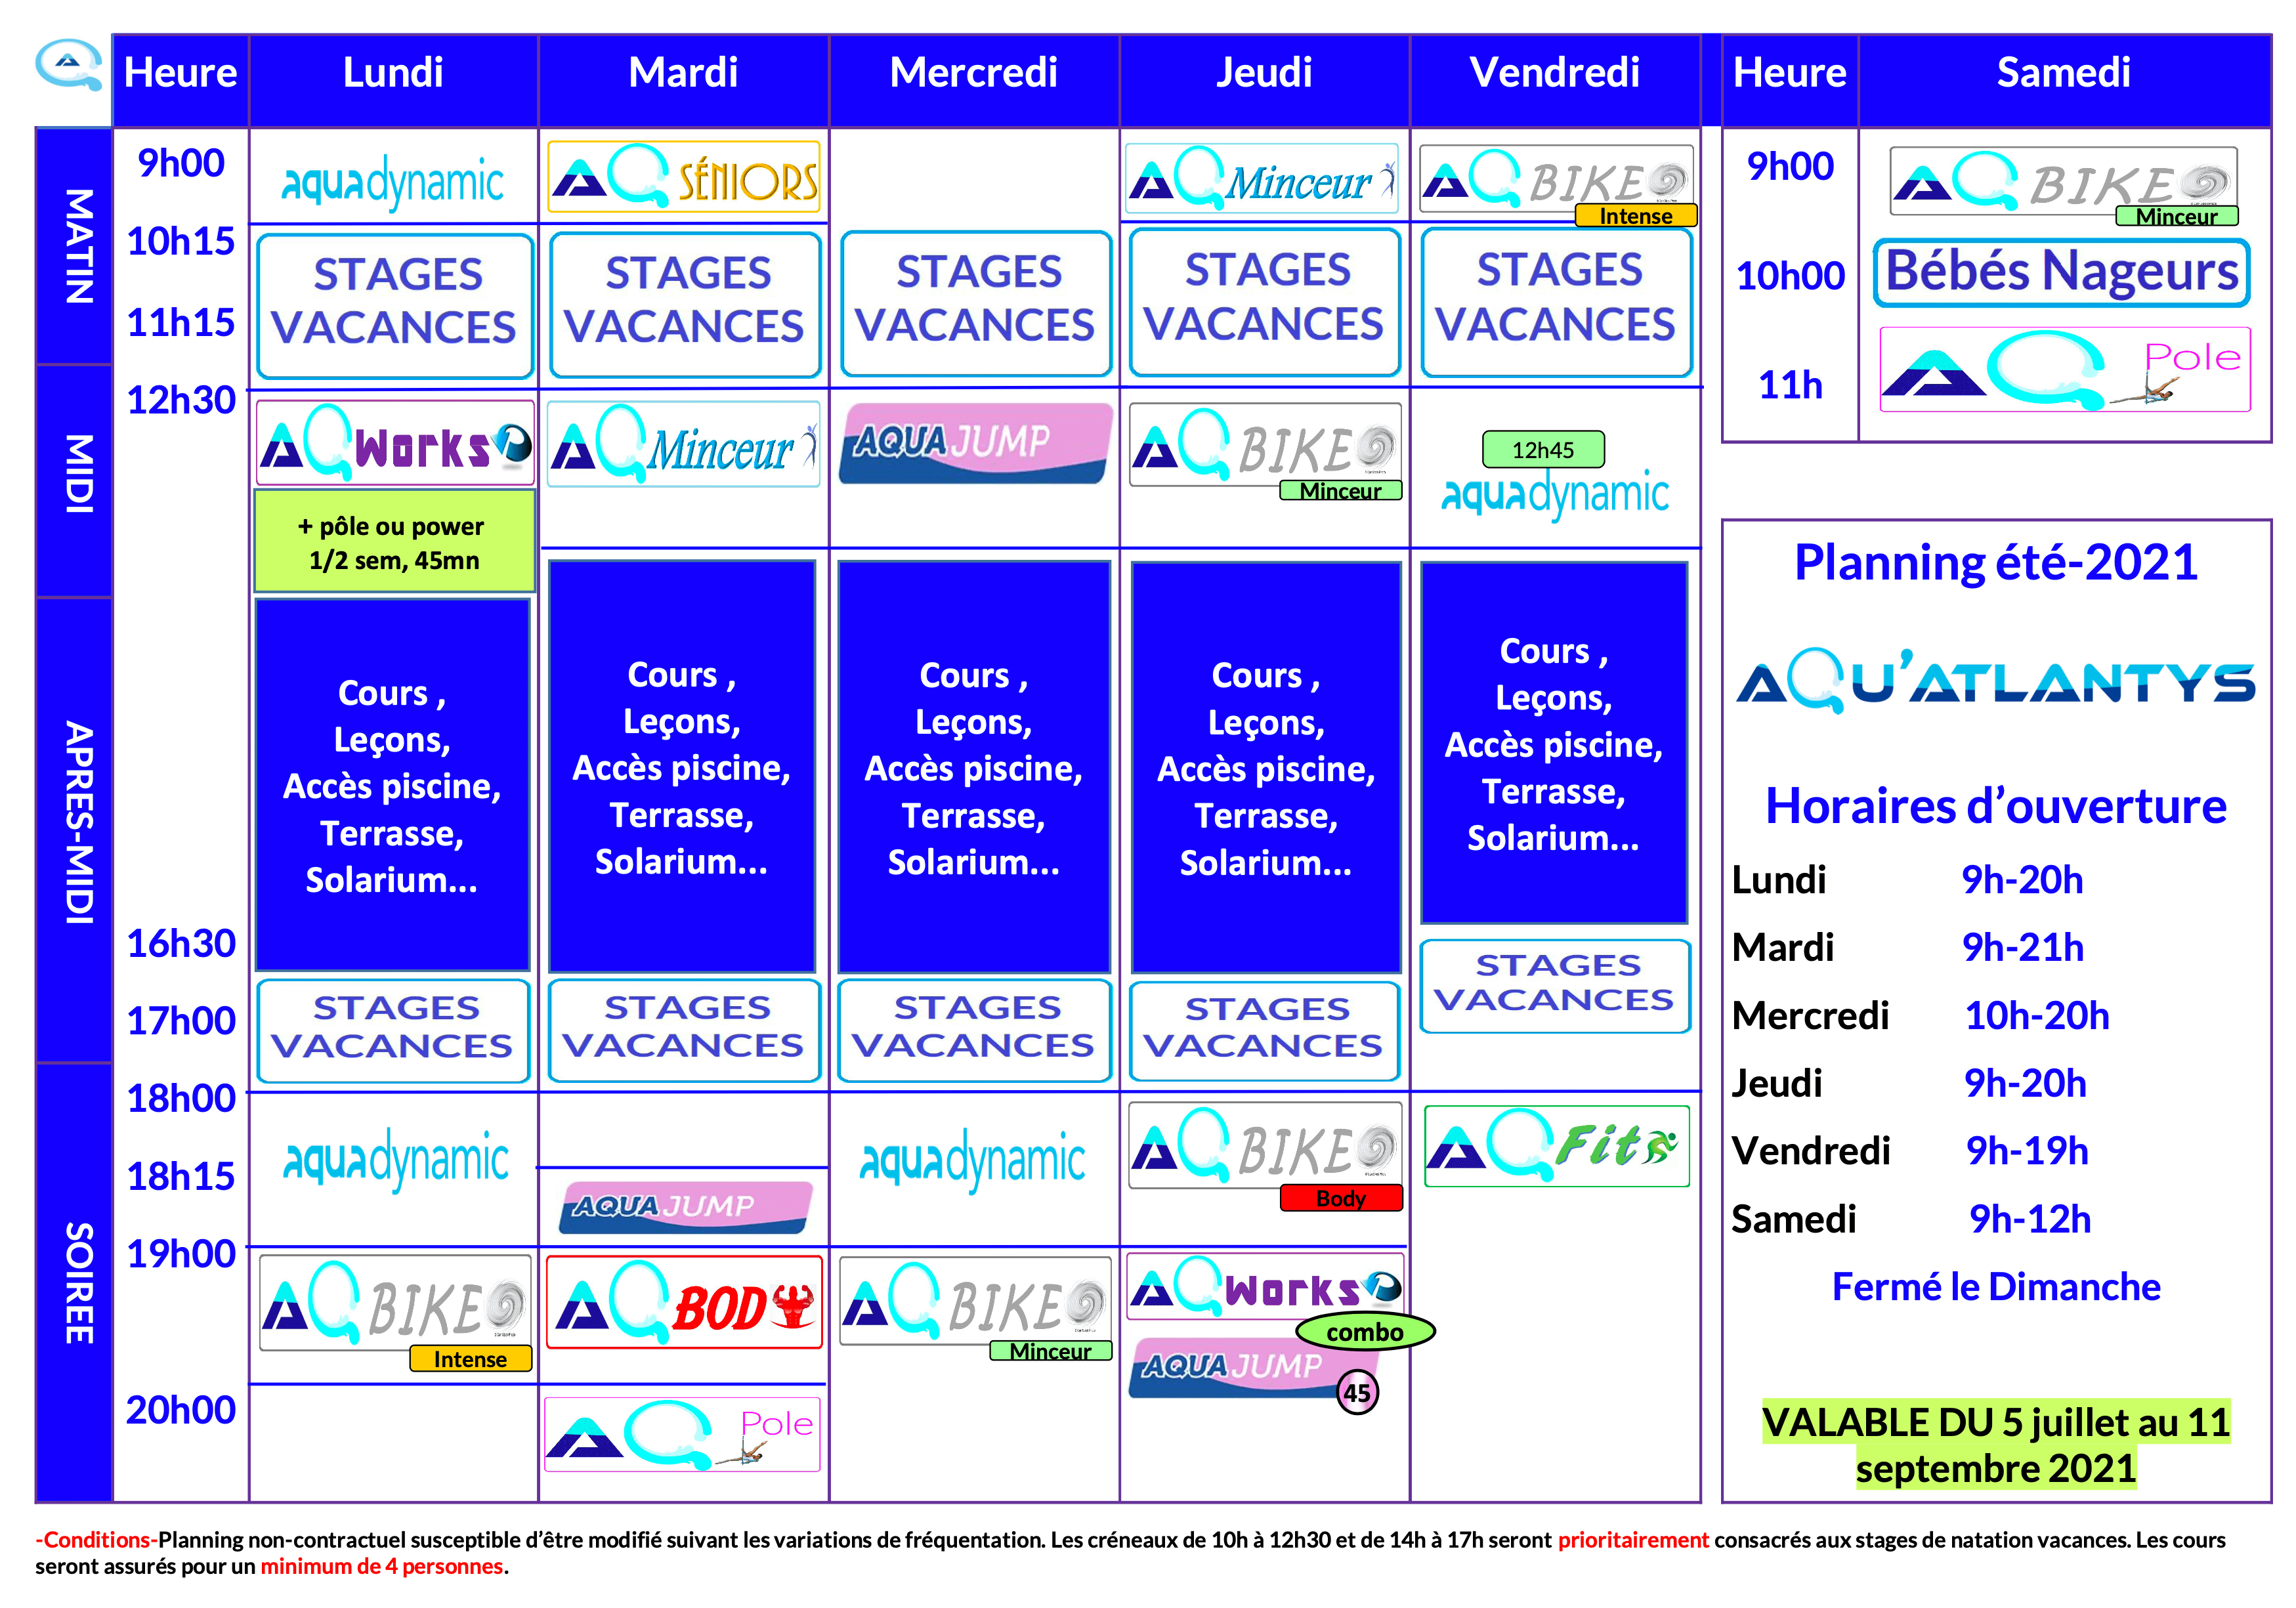 Heure Lundi Mardi Mercredi Jeudi Vendredi Heure Samedi
MATIN
9h00
aquadynamic
AQ SÉNIORS
AQ Minceur
AQ BIKE
Intense
10h15
11h15
STAGES
VACANCES
STAGES
VACANCES
STAGES
VACANCES
STAGES
VACANCES
STAGES
VACANCES
MIDI
12h30
AQ Works
+ pôle ou power
1/2 sem, 45mn
AQ Minceur
AQUA JUMP
AQ BIKE
Minceur
12h45
aquadynamic
APRES-MIDI
Cours ,
Leçons,
Accès piscine,
Terrasse,
Solarium...
Cours ,
Leçons,
Accès piscine,
Terrasse,
Solarium...
Cours ,
Leçons,
Accès piscine,
Terrasse,
Solarium...
Cours ,
Leçons,
Accès piscine,
Terrasse,
Solarium...
Cours ,
Leçons,
Accès piscine,
Terrasse,
Solarium...
16h30
17h00
STAGES
VACANCES
STAGES
VACANCES
STAGES
VACANCES
STAGES
VACANCES
STAGES
VACANCES
SOIREE
18h00
aquadynamic
aquadynamic
AQ BIKE
Body
AQ Fit
18h15
AQUA JUMP
19h00
AQ BIKE
Intense
AQ BOD
AQ BIKE
Minceur
AQ Works
combo
AQUA JUMP
45
20h00
AQ Pole
9h00
AQ BIKE
Minceur
10h00
Bébés Nageurs
11h
AQ Pole
Planning été-2021
AQU'ATLANTYS
Horaires d’ouverture
Lundi 9h-20h
Mardi 9h-21h
Mercredi 10h-20h
Jeudi 9h-20h
Vendredi 9h-19h
Samedi 9h-12h
Fermé le Dimanche
VALABLE DU 5 juillet au 11
septembre 2021
-Conditions-Planning non-contractuel susceptible d’être modifié suivant les variations de fréquentation. Les créneaux de 10h à 12h30 et de 14h à 17h seront prioritairement consacrés aux stages de natation vacances. Les cours
seront assurés pour un minimum de 4 personnes.